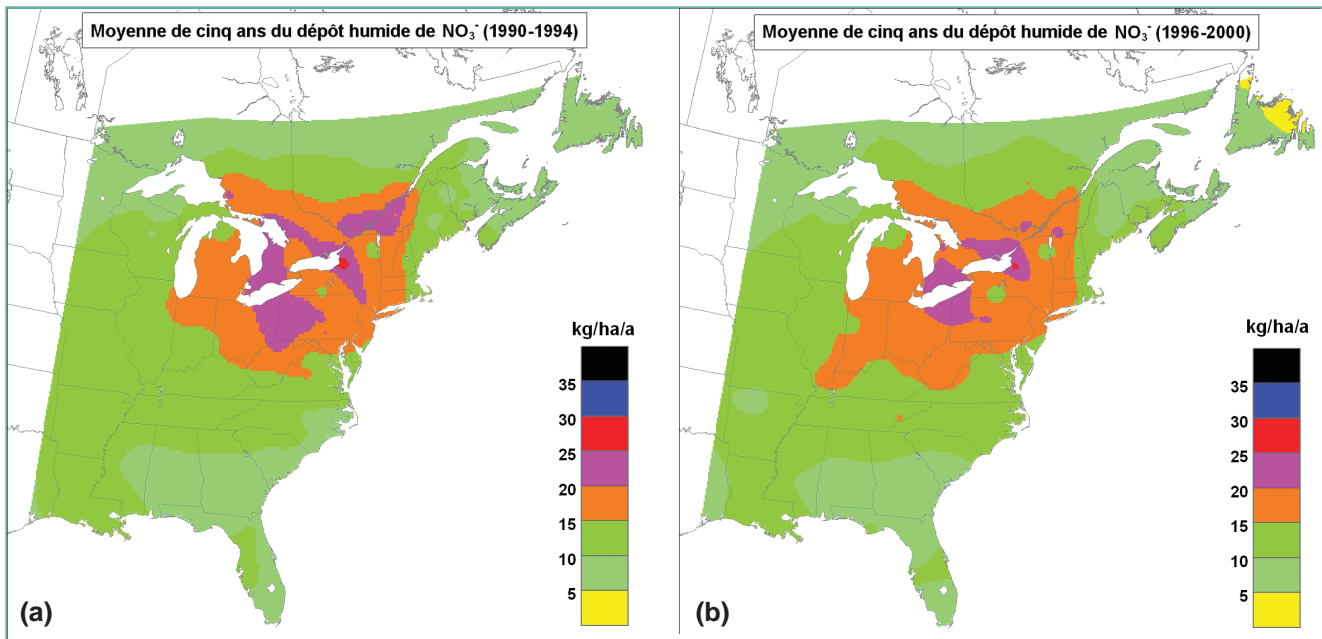 Moyenne de cinq ans du dépôt humide de NO₃⁻ (1990-1994)
kg/ha/a
35
30
25
20
15
10
5
(a)
Moyenne de cinq ans du dépôt humide de NO₃⁻ (1996-2000)
kg/ha/a
35
30
25
20
15
10
5
(b)